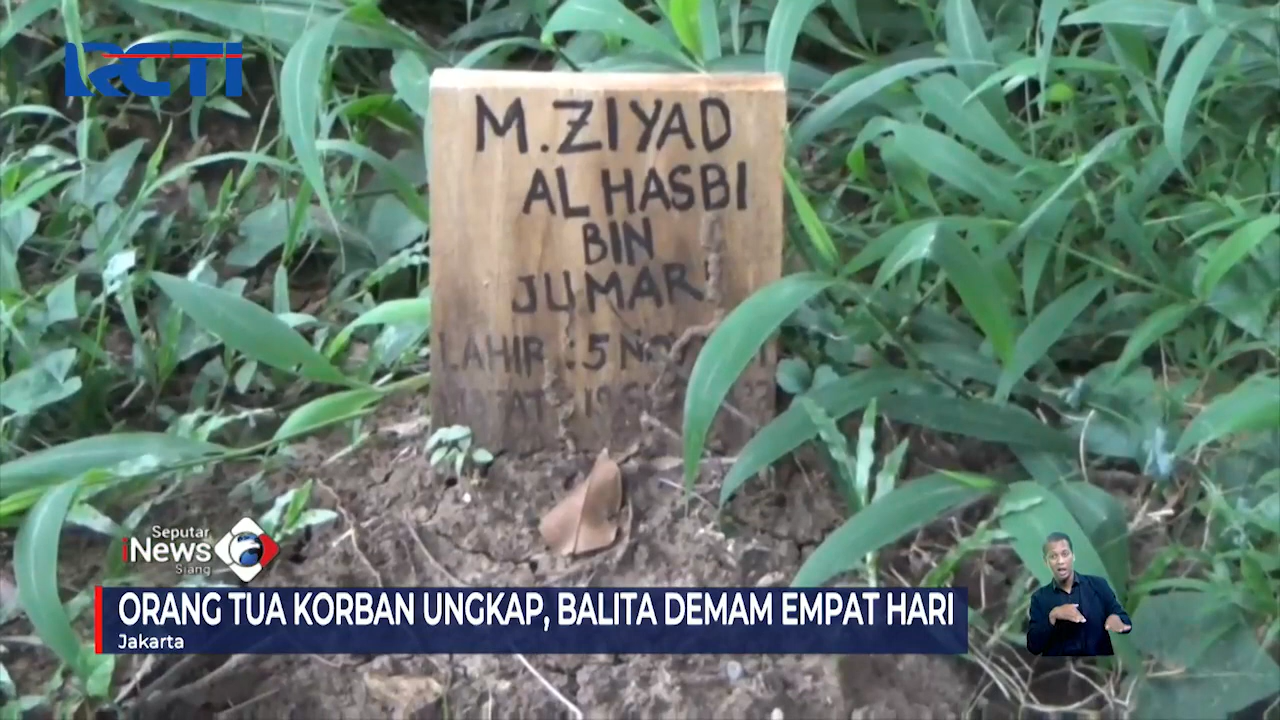 RCTI
M. ZIYAD
AL HASBI
BIN
JUMARI
LAHIR : 5
Seputar
iNews
Siang
ORANG TUA KORBAN UNGKAP, BALITA DEMAM EMPAT HARI
Jakarta